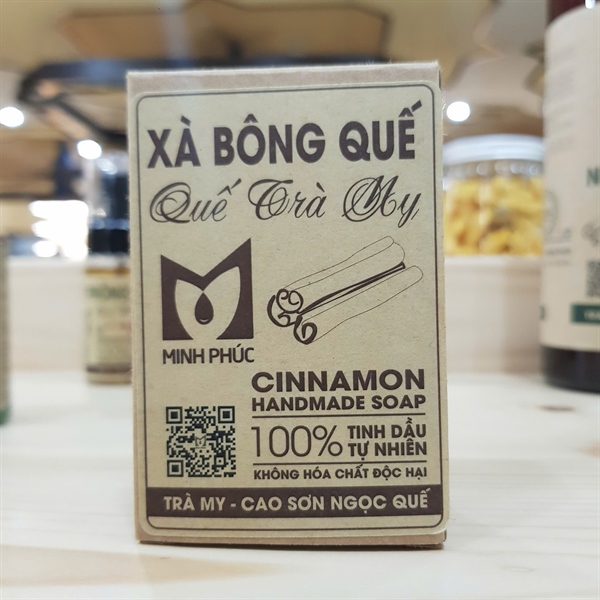 XÀ BÔNG QUẾ
Quế Trà My
MINH PHÚC
CINNAMON
HANDMADE SOAP
100% TINH DẦU
TỰ NHIÊN
KHÔNG HÓA CHẤT ĐỘC HẠI
TRÀ MY - CAO SƠN NGỌC QUẾ